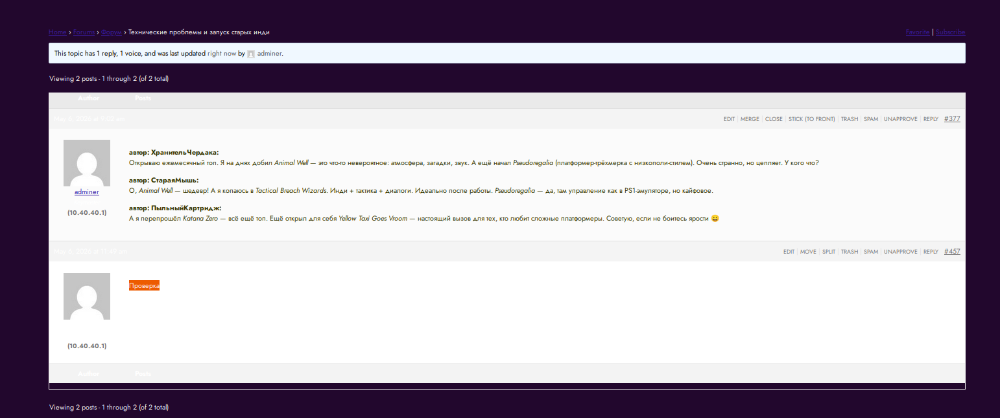 Home › Forums › Форум › Технические проблемы и запуск старых инди
Favorite | Subscribe
This topic has 1 reply, 1 voice, and was last updated right now by adminer.
Viewing 2 posts - 1 through 2 (of 2 total)
Author Posts
May 6, 2026 at 9:03 am
EDIT | MERGE | CLOSE | STICK (TO FRONT) | TRASH | SPAM | UNAPPROVE | REPLY #377
автор: ХранительЧердака:
Открываю ежемесячный топ. Я на днях добил Animal Well — это что-то невероятное: атмосфера, загадки, звук. А ещё начал Pseudoregalia (платформер-трёхмерка с низкополи-стилем). Очень странно, но цепляет. У кого что?
автор: СтараяМышь:
О, Animal Well — шедевр! А я копаюсь в Tactical Breach Wizards. Инди + тактика + диалоги. Идеально после работы. Pseudoregalia — да, там управление как в PS1-эмуляторе, но кайфовое.
автор: ПыльныйКартридж:
А я перепрошёл Katana Zero — всё ещё топ. Ещё открыл для себя Yellow Taxi Goes Vroom — настоящий вызов для тех, кто любит сложные платформеры. Советую, если не боитесь ярости 😀
adminer
(10.40.40.1)
May 6, 2026 at 11:49 am
EDIT | MOVE | SPLIT | TRASH | SPAM | UNAPPROVE | REPLY #457
Проверка
(10.40.40.1)
Author Posts
Viewing 2 posts - 1 through 2 (of 2 total)